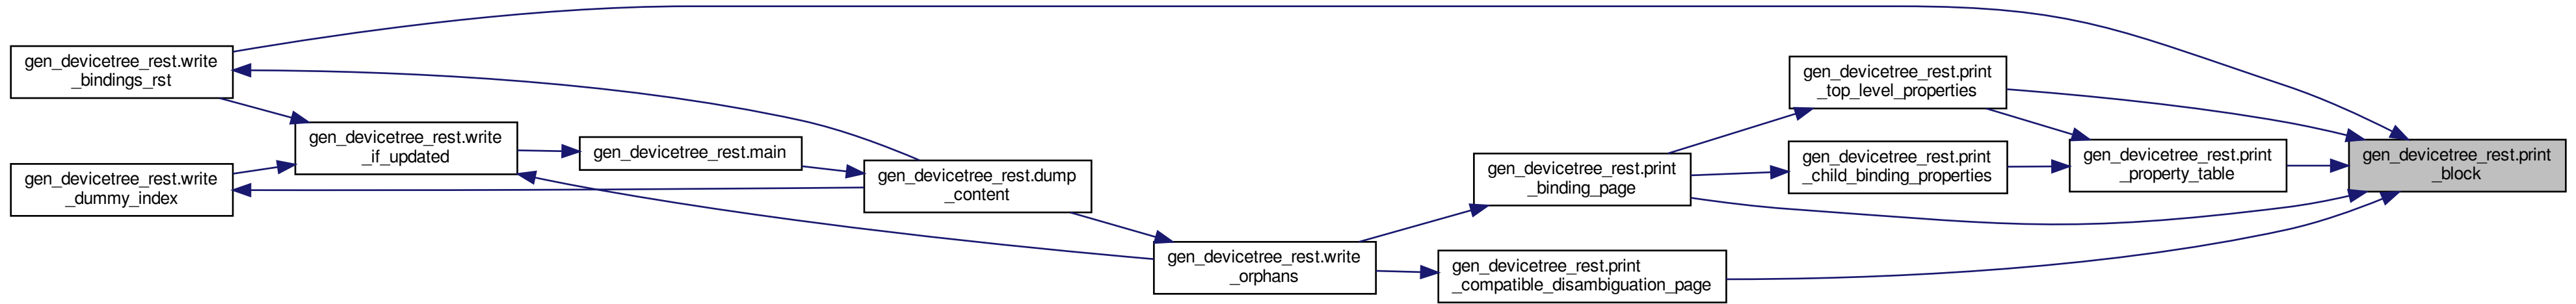 gen_devicetree_rest.write
_bindings_rst
gen_devicetree_rest.write
_dummy_index
gen_devicetree_rest.write
_if_updated
gen_devicetree_rest.main
gen_devicetree_rest.dump
_content
gen_devicetree_rest.write
_orphans
gen_devicetree_rest.print
_binding_page
gen_devicetree_rest.print
_compatible_disambiguation_page
gen_devicetree_rest.print
_top_level_properties
gen_devicetree_rest.print
_child_binding_properties
gen_devicetree_rest.print
_property_table
gen_devicetree_rest.print
_block